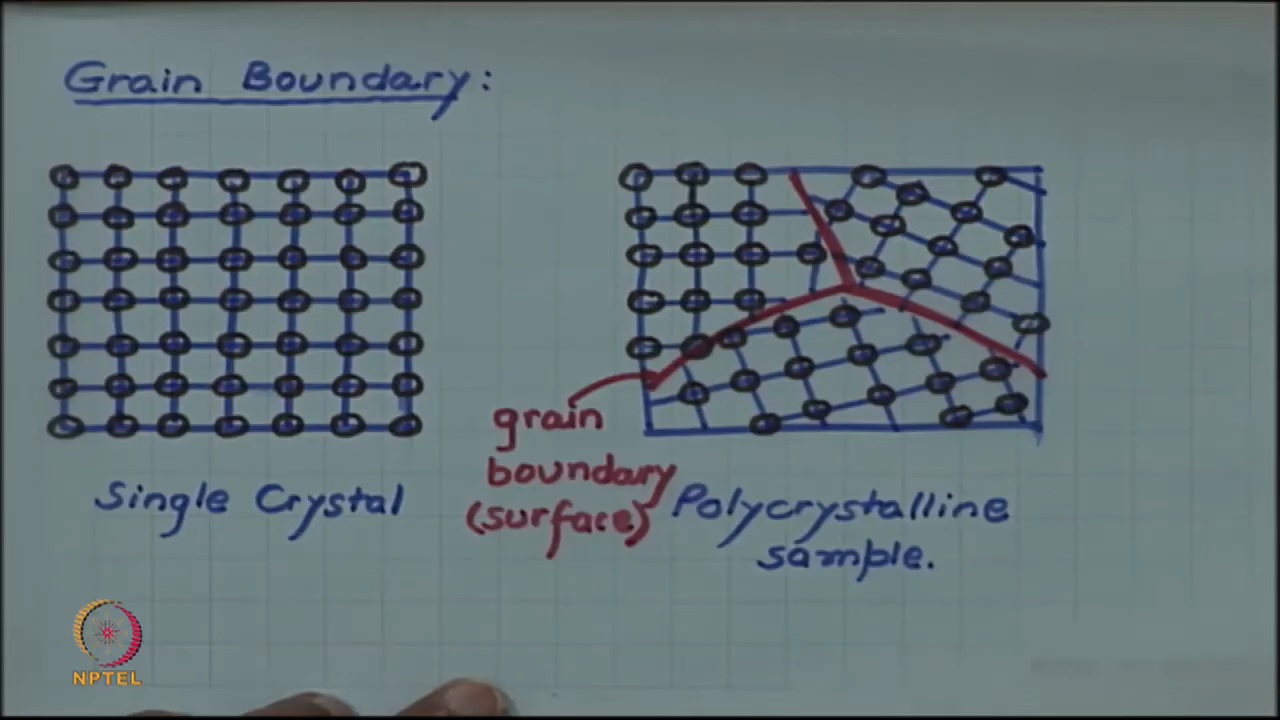 Grain Boundary:
grain
boundary
(surface)
Single Crystal
Polycrystalline
sample.
NPTEL